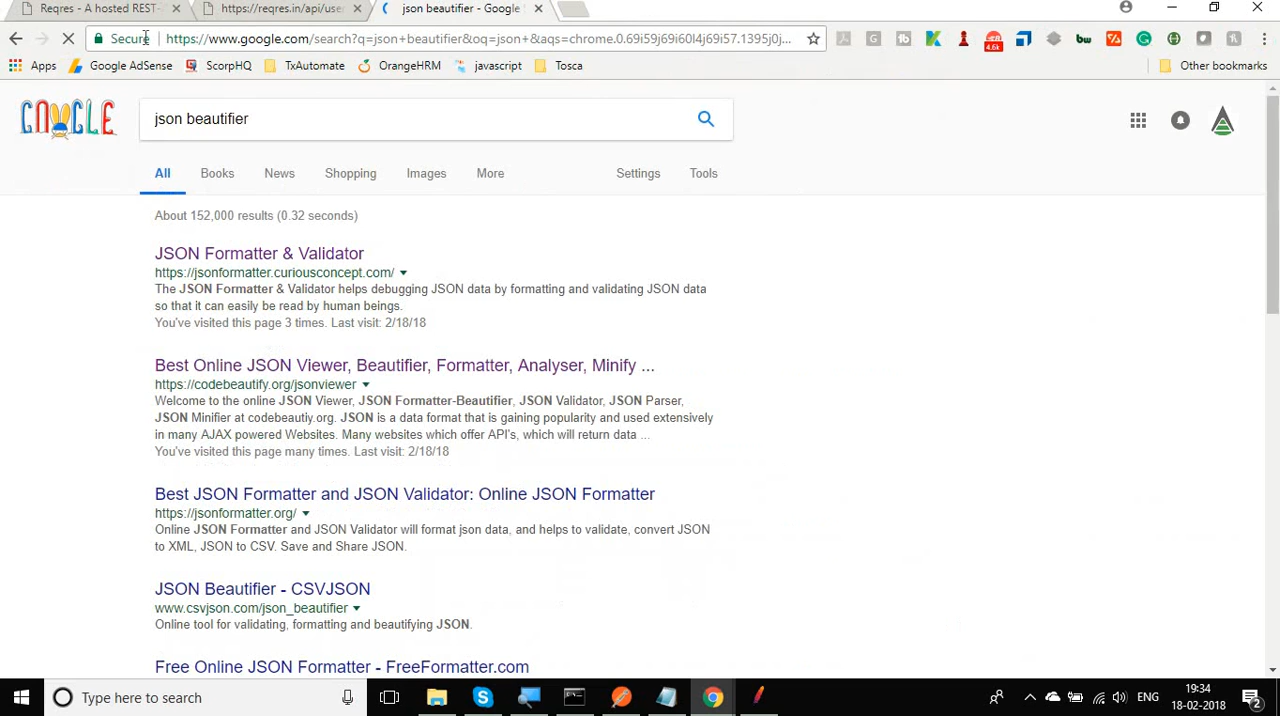 Reqres - A hosted REST-
https://reqres.in/api/user
json beautifier - Google
Secure
https://www.google.com/search?q=json+beautifier&oq=json+&aqs=chrome.0.69i59j69i60l4j69i57.1395j0j...
4.6k
bw
Apps
Google AdSense
ScorpHQ
TxAutomate
OrangeHRM
javascript
Tosca
Other bookmarks
json beautifier
All
Books
News
Shopping
Images
More
Settings
Tools
About 152,000 results (0.32 seconds)
JSON Formatter & Validator
https://jsonformatter.curiousconcept.com/
The JSON Formatter & Validator helps debugging JSON data by formatting and validating JSON data
so that it can easily be read by human beings.
You've visited this page 3 times. Last visit: 2/18/18
Best Online JSON Viewer, Beautifier, Formatter, Analyser, Minify ...
https://codebeautify.org/jsonviewer
Welcome to the online JSON Viewer, JSON Formatter-Beautifier, JSON Validator, JSON Parser,
JSON Minifier at codebeautiy.org. JSON is a data format that is gaining popularity and used extensively
in many AJAX powered Websites. Many websites which offer API's, which will return data ...
You've visited this page many times. Last visit: 2/18/18
Best JSON Formatter and JSON Validator: Online JSON Formatter
https://jsonformatter.org/
Online JSON Formatter and JSON Validator will format json data, and helps to validate, convert JSON
to XML, JSON to CSV. Save and Share JSON.
JSON Beautifier - CSVJSON
www.csvjson.com/json_beautifier
Online tool for validating, formatting and beautifying JSON.
Free Online JSON Formatter - FreeFormatter.com
Type here to search
ENG
19:34
18-02-2018
2